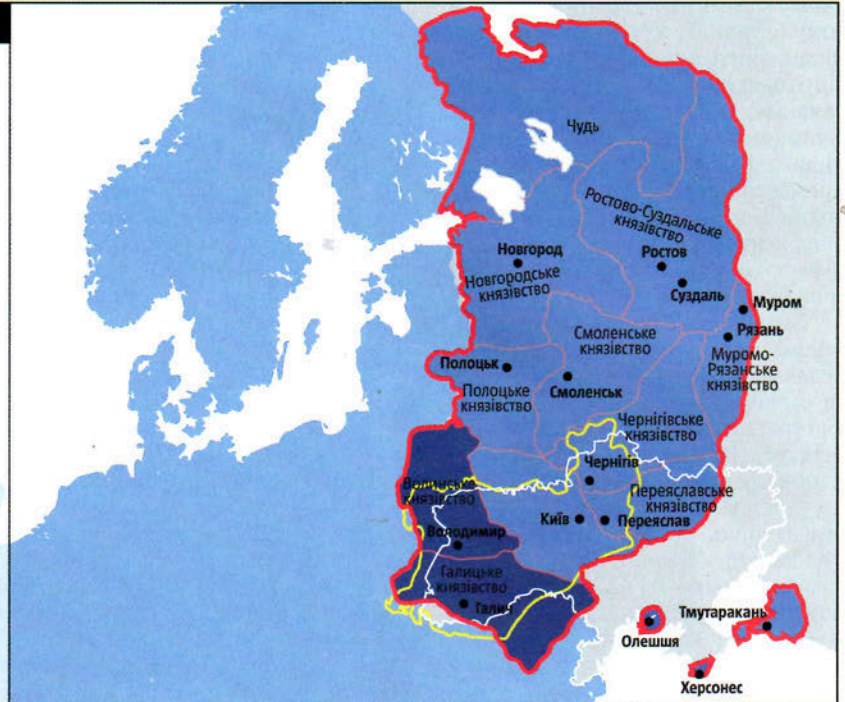 Чудь
Ростово-Суздальське
князівство
Новгород
Новгородське
князівство
Ростов
Суздаль
Муром
Рязань
Муромо-
Рязанське
князівство
Смоленське
князівство
Полоцьк
Полоцьке
князівство
Смоленськ
Чернігівське
князівство
Чернігів
Волинське
князівство
Переяславське
князівство
Київ
Переяслав
Володимир
Галицьке
князівство
Галич
Тмутаракань
Олешшя
Херсонес